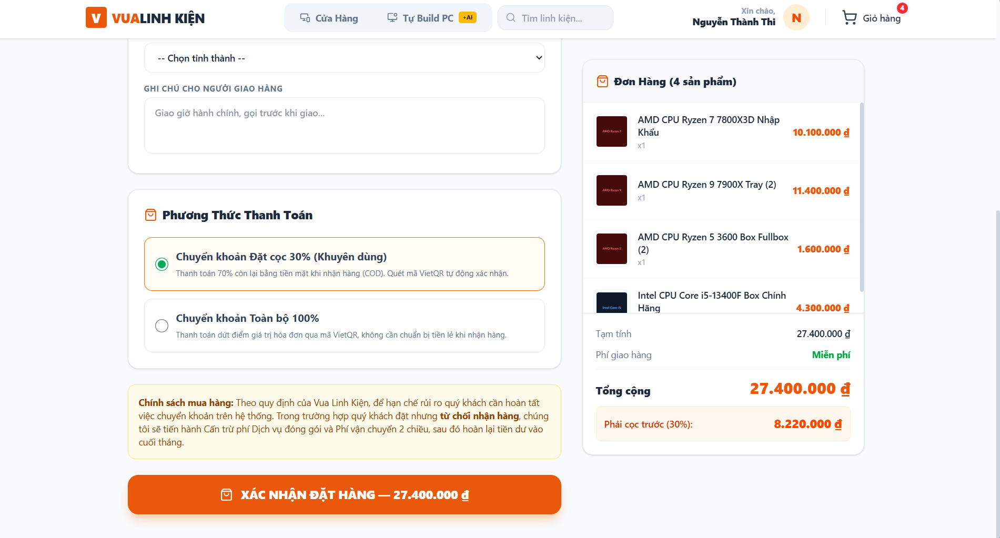 V VUALINH KIỆN
Cửa Hàng
Tự Build PC +AI
Tìm linh kiện...
Xin chào,
Nguyễn Thành Thi
N
Giỏ hàng
4
-- Chọn tỉnh thành --
GHI CHÚ CHO NGƯỜI GIAO HÀNG
Giao giờ hành chính, gọi trước khi giao...
Phương Thức Thanh Toán
Chuyển khoản Đặt cọc 30% (Khuyên dùng)
Thanh toán 70% còn lại bằng tiền mặt khi nhận hàng (COD). Quét mã VietQR tự động xác nhận.
Chuyển khoản Toàn bộ 100%
Thanh toán dứt điểm giá trị hóa đơn qua mã VietQR, không cần chuẩn bị tiền lẻ khi nhận hàng.
Chính sách mua hàng: Theo quy định của Vua Linh Kiện, để hạn chế rủi ro quý khách cần hoàn tất
việc chuyển khoản trên hệ thống. Trong trường hợp quý khách đặt nhưng từ chối nhận hàng, chúng
tôi sẽ tiến hành Cấn trừ phí Dịch vụ đóng gói và Phí vận chuyển 2 chiều, sau đó hoàn lại tiền dư vào
cuối tháng.
XÁC NHẬN ĐẶT HÀNG — 27.400.000 ₫
Đơn Hàng (4 sản phẩm)
AMD Ryzen 7
AMD CPU Ryzen 7 7800X3D Nhập
Khẩu
x1
10.100.000 ₫
AMD Ryzen 9
AMD CPU Ryzen 9 7900X Tray (2)
x1
11.400.000 ₫
AMD Ryzen 5
AMD CPU Ryzen 5 3600 Box Fullbox
(2)
x1
1.600.000 ₫
Intel Core i5
Intel CPU Core i5-13400F Box Chính
Hãng
4.300.000 ₫
Tạm tính 27.400.000 ₫
Phí giao hàng Miễn phí
Tổng cộng 27.400.000 ₫
Phải cọc trước (30%): 8.220.000 ₫